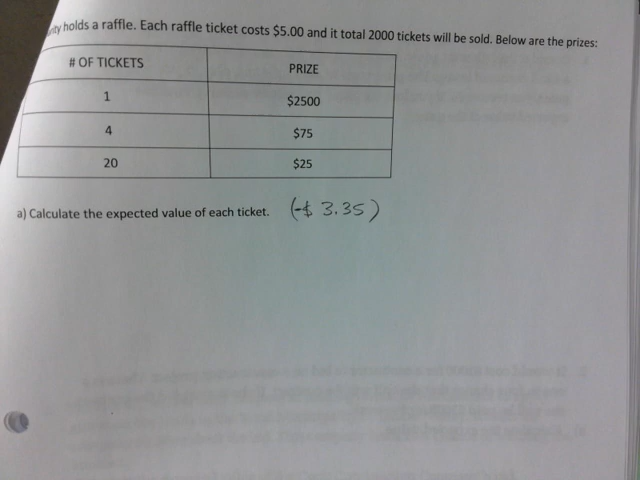 holds a raffle. Each raffle ticket costs $5.00 and it total 2000 tickets will be sold. Below are the prizes:
# OF TICKETS PRIZE
1 $2500
4 $75
20 $25
a) Calculate the expected value of each ticket. (-$ 3.35)